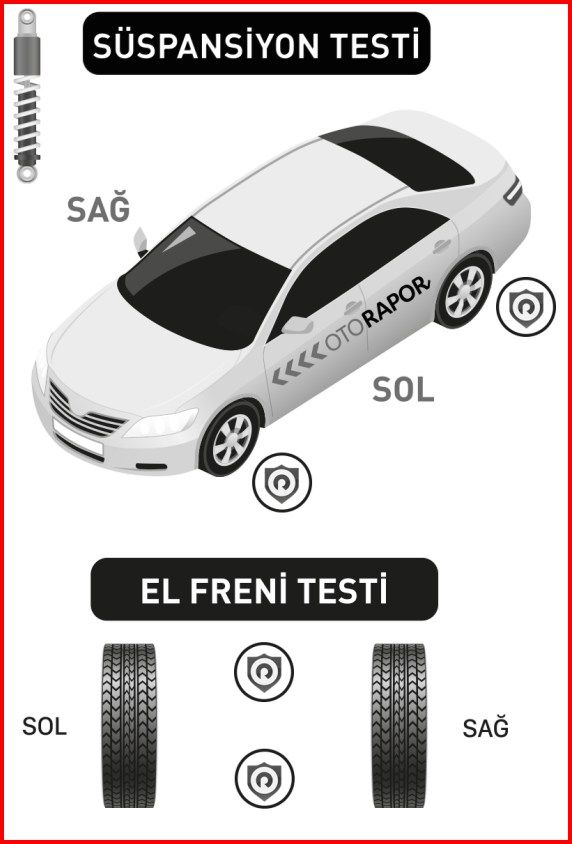 SÜSPANSİYON TESTİ
SAĞ
OTORAPOR
SOL
EL FRENİ TESTİ
SOL
SAĞ